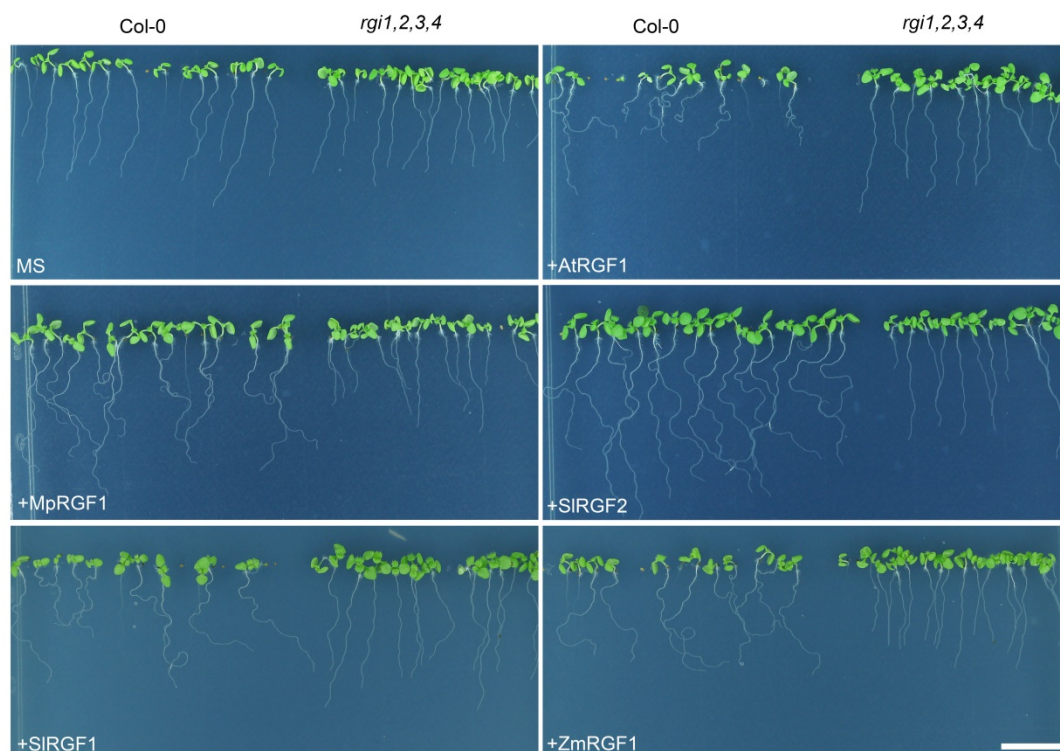 Col-0 rgi1,2,3,4 Col-0 rgi1,2,3,4
MS +AtRGF1
+MpRGF1 +SlRGF2
+SlRGF1 +ZmRGF1